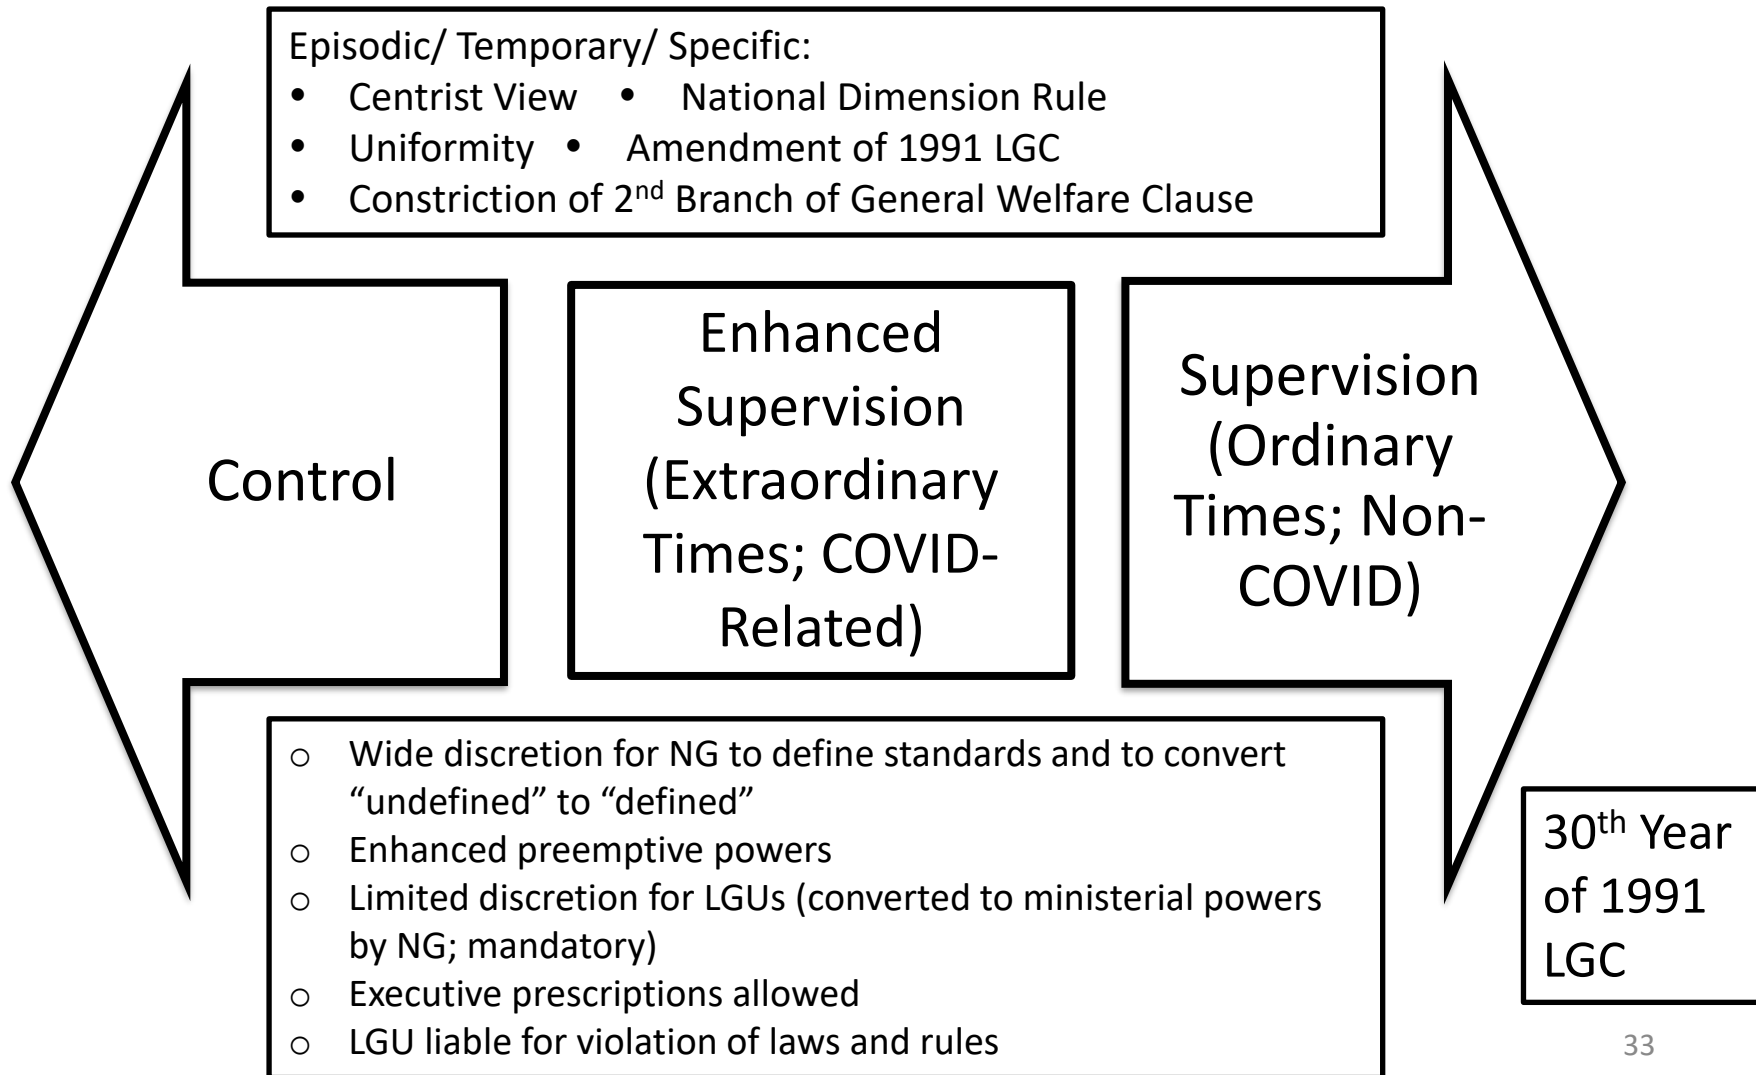 Episodic/ Temporary/ Specific:
• Centrist View • National Dimension Rule
• Uniformity • Amendment of 1991 LGC
• Constriction of 2nd Branch of General Welfare Clause
Control
Enhanced
Supervision
(Extraordinary
Times; COVID-
Related)
Supervision
(Ordinary
Times; Non-
COVID)
○ Wide discretion for NG to define standards and to convert
“undefined” to “defined”
○ Enhanced preemptive powers
○ Limited discretion for LGUs (converted to ministerial powers
by NG; mandatory)
○ Executive prescriptions allowed
○ LGU liable for violation of laws and rules
30th Year
of 1991
LGC
33